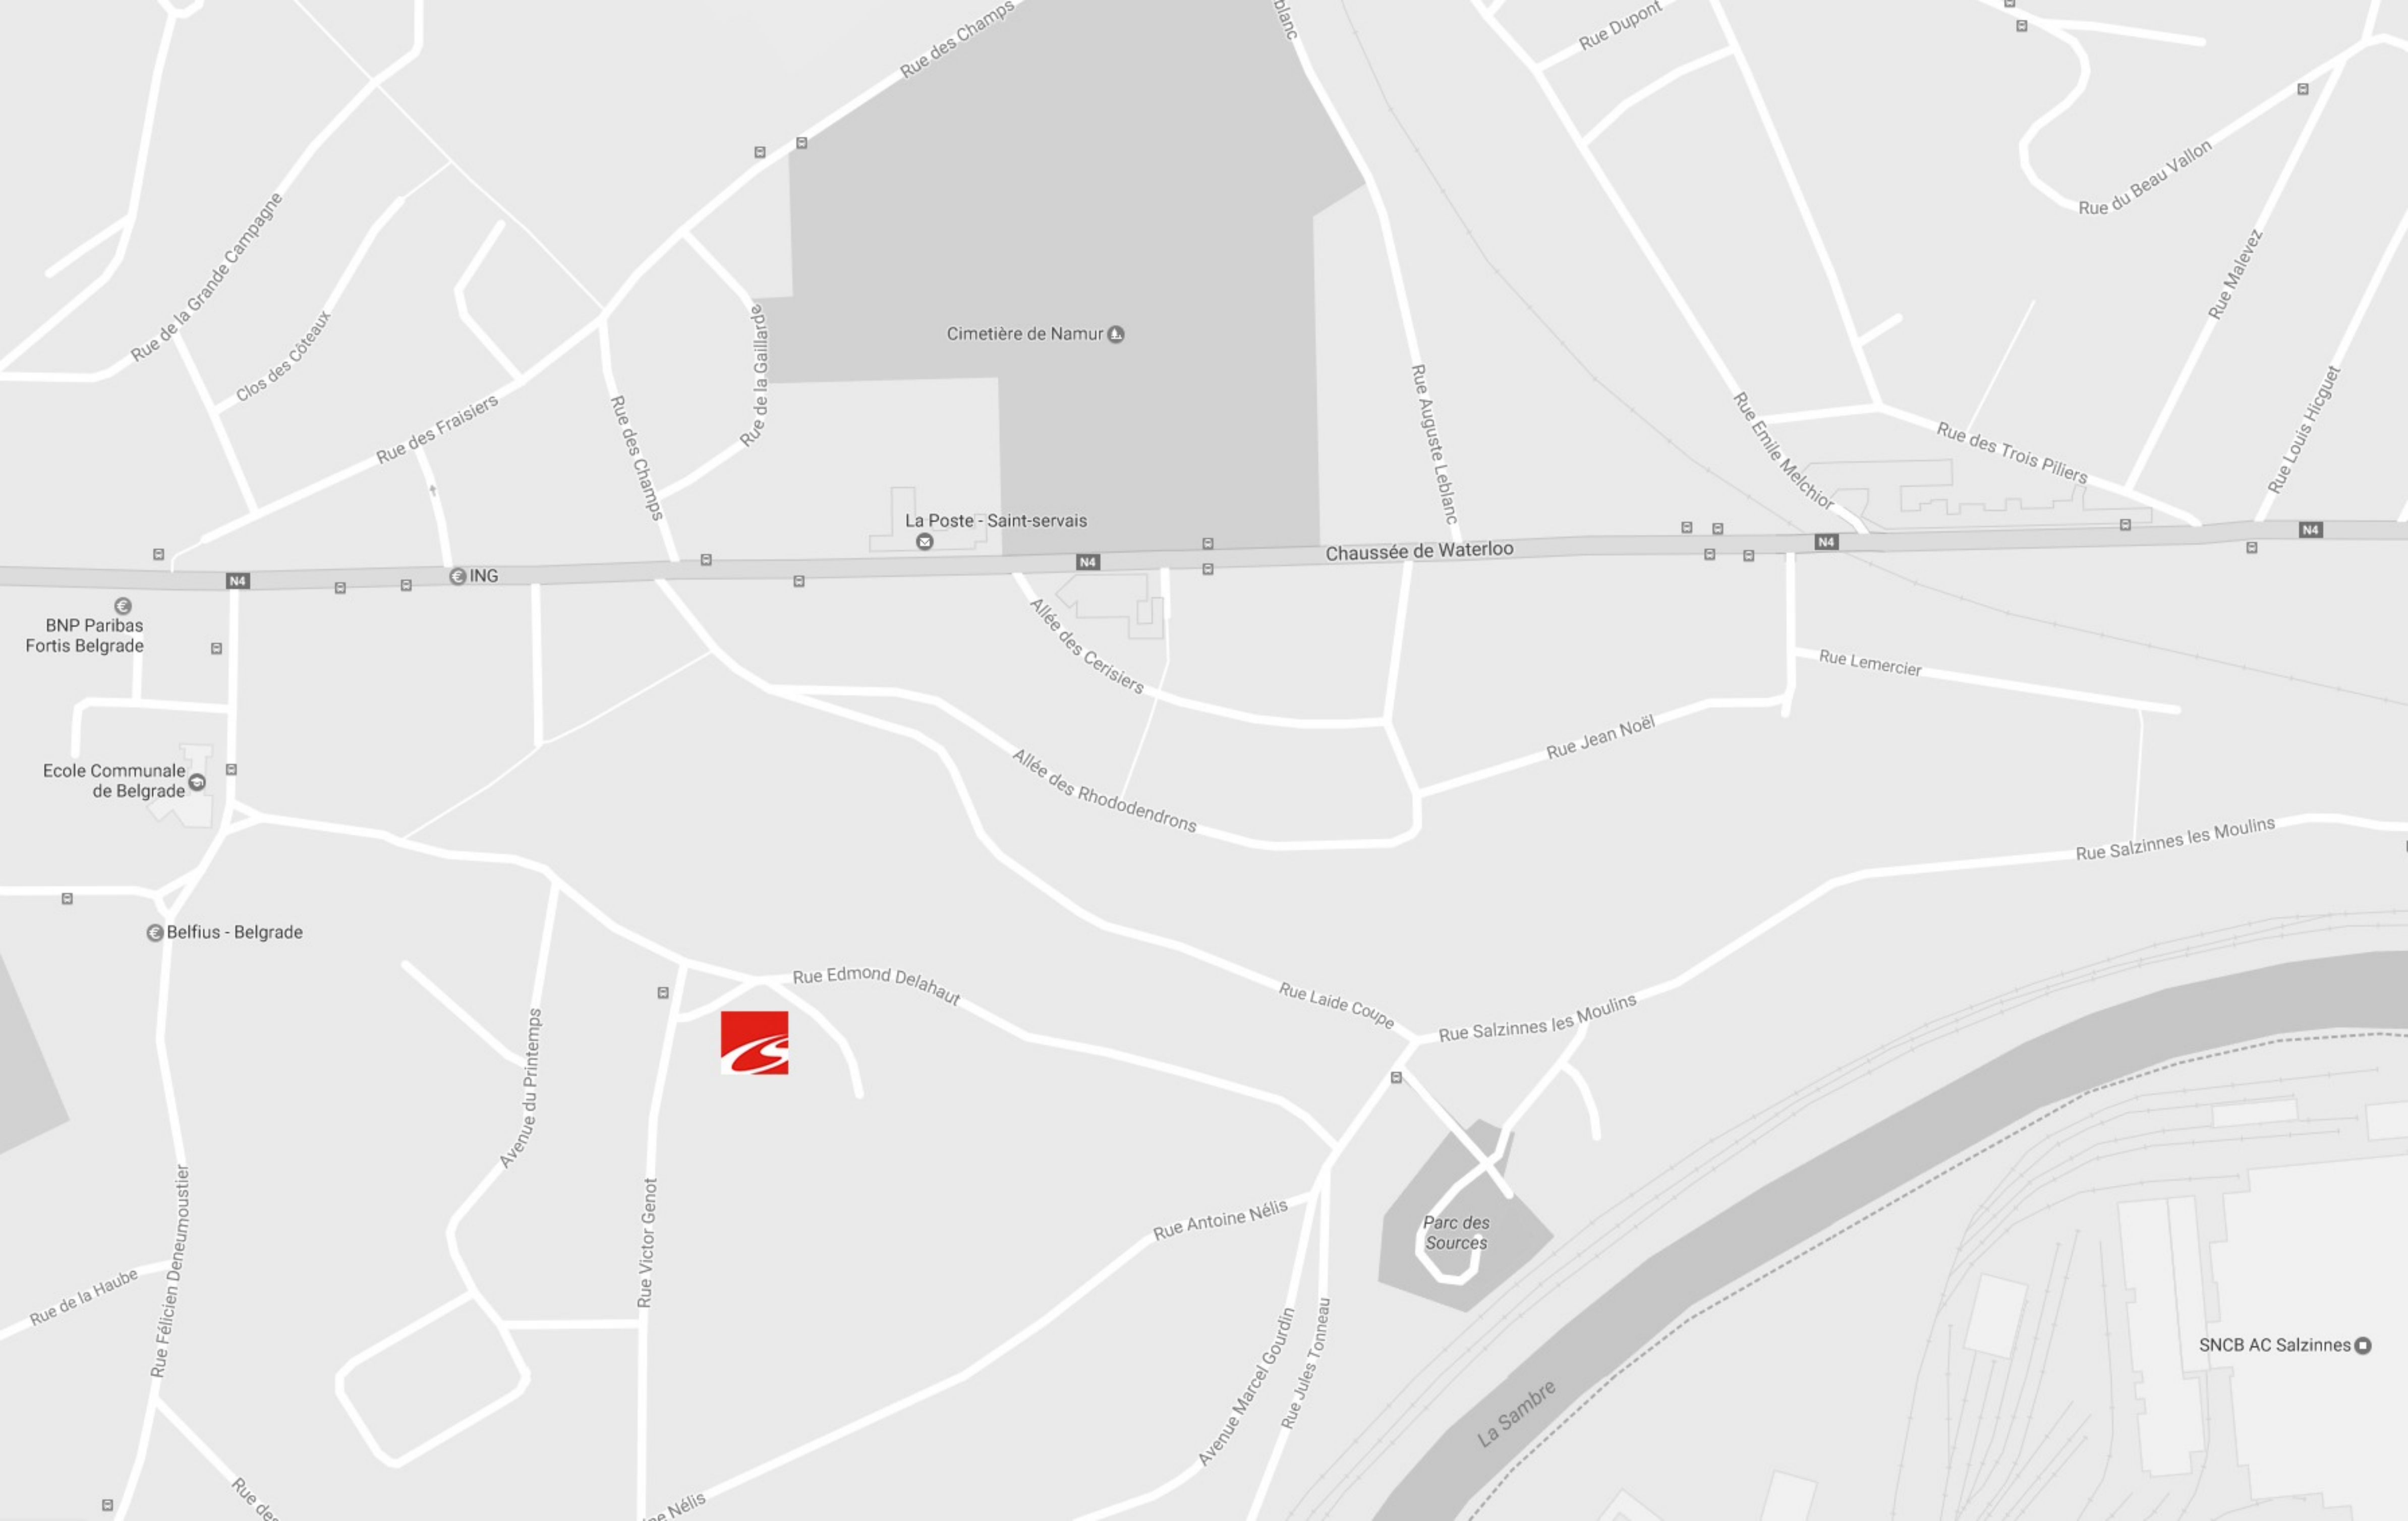 Rue des Champs
blanc
Rue Dupont
Rue du Beau Vallon
Rue de la Grande Campagne
Clos des Côteaux
Rue Malevez
Cimetière de Namur
Rue de la Gaillarde
Rue des Fraisiers
Rue des Champs
Rue Auguste Leblanc
Rue Emile Melchior
Rue des Trois Piliers
Rue Louis Hicguet
La Poste - Saint-servais
Chaussée de Waterloo
N4
N4
N4
N4
ING
BNP Paribas
Fortis Belgrade
Allée des Cerisiers
Rue Lemercier
Rue Jean Noël
Ecole Communale
de Belgrade
Allée des Rhododendrons
Rue Salzinnes les Moulins
Belfius - Belgrade
Rue Edmond Delahaut
Rue Laide Coupe
Rue Salzinnes les Moulins
Avenue du Printemps
Rue Victor Genot
Rue Antoine Nélis
Parc des
Sources
Rue Félicien Deneumoustier
Rue de la Haube
Avenue Marcel Gourdin
Rue Jules Tonneau
SNCB AC Salzinnes
La Sambre
Rue des
ne Nélis